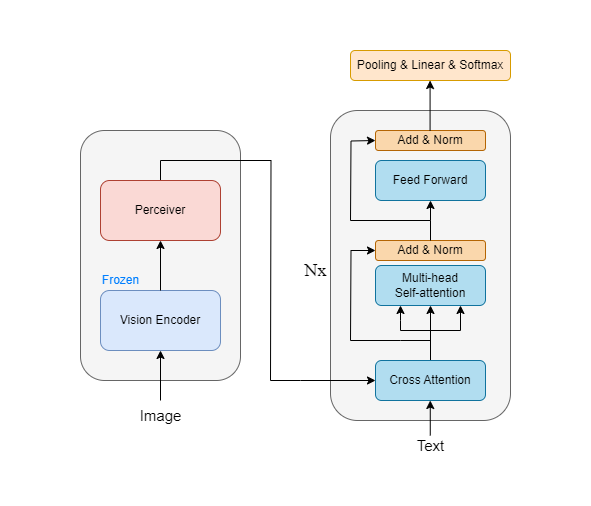 Pooling & Linear & Softmax
Add & Norm
Feed Forward
Perceiver
Add & Norm
Nx
Multi-head
Self-attention
Frozen
Vision Encoder
Cross Attention
Image
Text